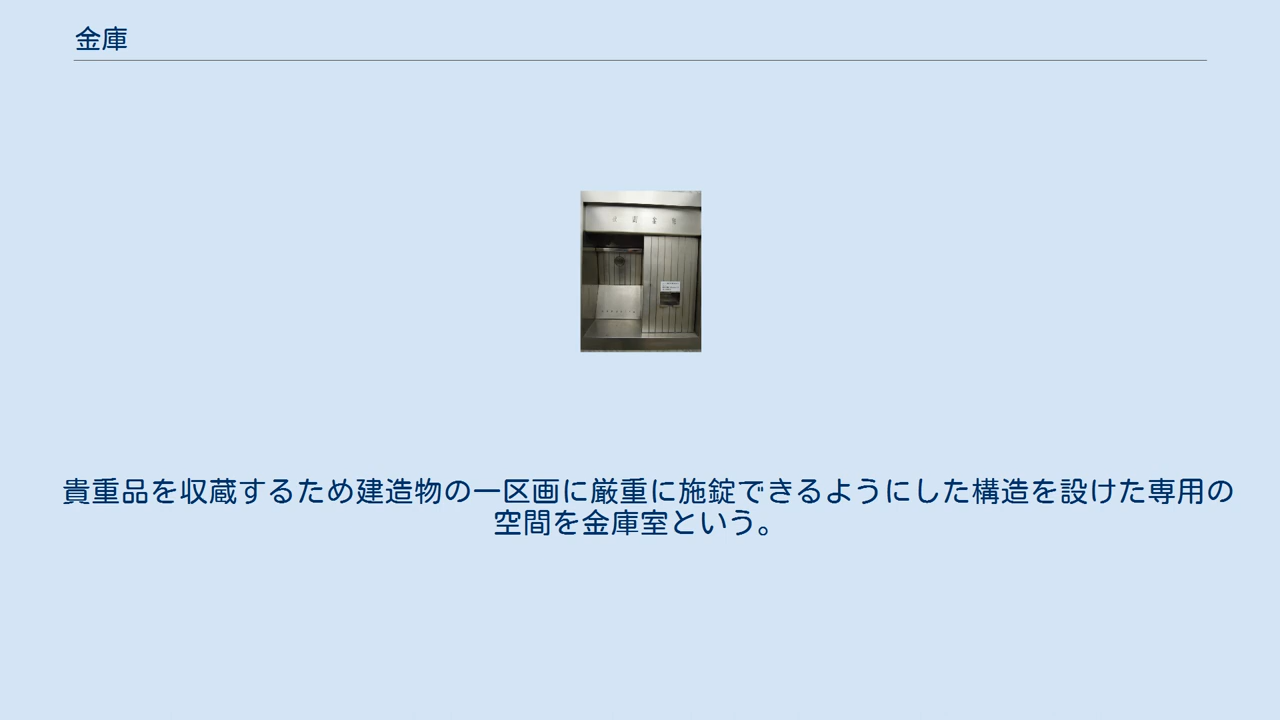 金庫
貴重品を収蔵するため建造物の一区画に厳重に施錠できるようにした構造を設けた専用の
空間を金庫室という。